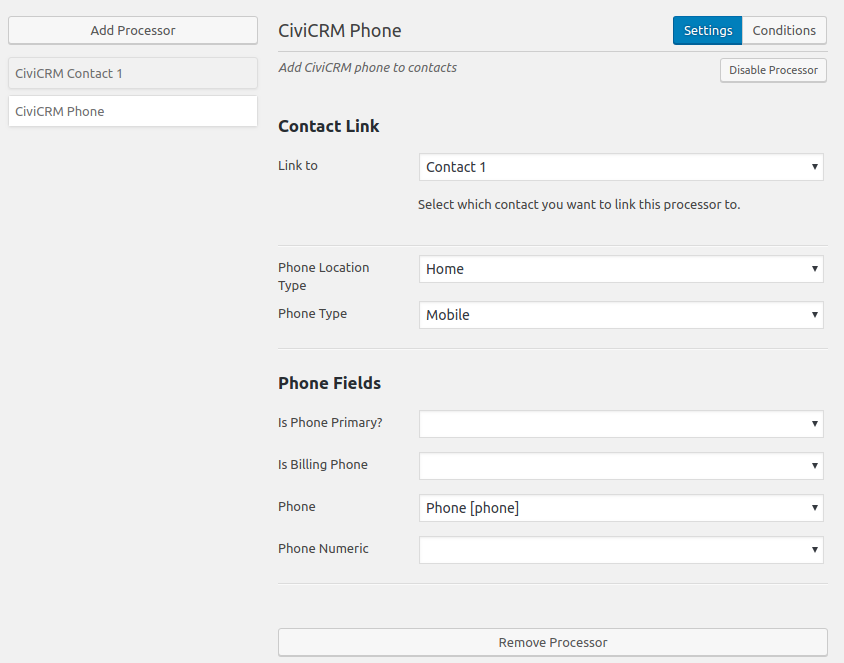 Add Processor
CiviCRM Contact 1
CiviCRM Phone
CiviCRM Phone
Settings
Conditions
Add CiviCRM phone to contacts
Disable Processor
Contact Link
Link to
Contact 1
Select which contact you want to link this processor to.
Phone Location
Type
Home
Phone Type
Mobile
Phone Fields
Is Phone Primary?
Is Billing Phone
Phone
Phone [phone]
Phone Numeric
Remove Processor